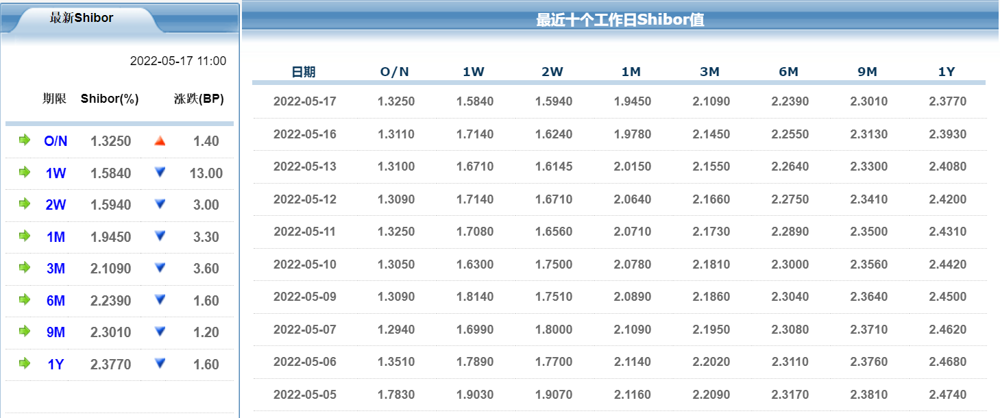 最新Shibor
2022-05-17 11:00
期限 Shibor(%) 涨跌(BP)
O/N 1.3250 1.40
1W 1.5840 13.00
2W 1.5940 3.00
1M 1.9450 3.30
3M 2.1090 3.60
6M 2.2390 1.60
9M 2.3010 1.20
1Y 2.3770 1.60
最近十个工作日Shibor值
日期 O/N 1W 2W 1M 3M 6M 9M 1Y
2022-05-17 1.3250 1.5840 1.5940 1.9450 2.1090 2.2390 2.3010 2.3770
2022-05-16 1.3110 1.7140 1.6240 1.9780 2.1450 2.2550 2.3130 2.3930
2022-05-13 1.3100 1.6710 1.6145 2.0150 2.1550 2.2640 2.3300 2.4080
2022-05-12 1.3090 1.7140 1.6710 2.0640 2.1660 2.2750 2.3410 2.4200
2022-05-11 1.3250 1.7080 1.6560 2.0710 2.1730 2.2890 2.3500 2.4310
2022-05-10 1.3050 1.6300 1.7500 2.0780 2.1810 2.3000 2.3560 2.4420
2022-05-09 1.3090 1.8140 1.7510 2.0890 2.1860 2.3040 2.3640 2.4500
2022-05-07 1.2940 1.6990 1.8000 2.1090 2.1950 2.3080 2.3710 2.4620
2022-05-06 1.3510 1.7890 1.7700 2.1140 2.2020 2.3110 2.3760 2.4680
2022-05-05 1.7830 1.9030 1.9070 2.1160 2.2090 2.3170 2.3810 2.4740